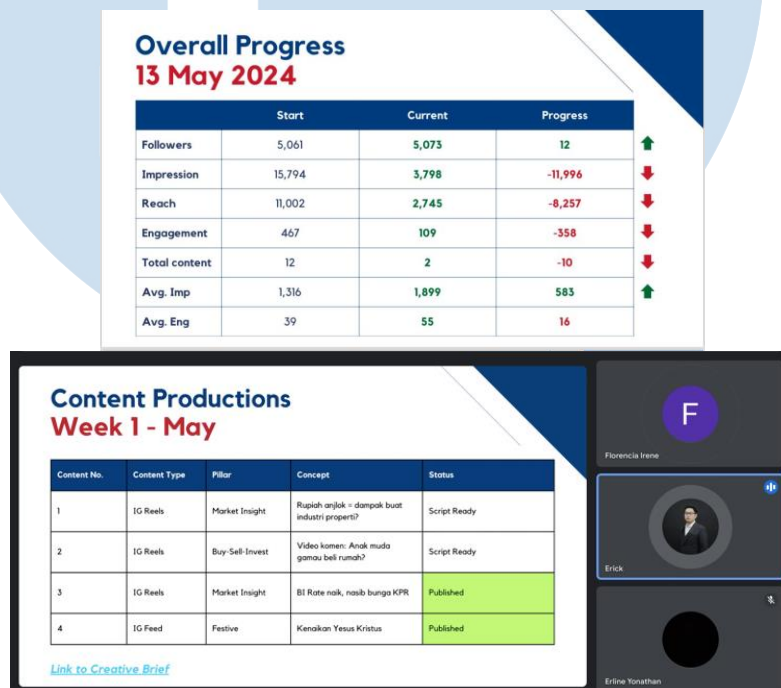 Overall Progress
13 May 2024
Start Current Progress
Followers 5,061 5,073 12
Impression 15,794 3,798 -11,996
Reach 11,002 2,745 -8,257
Engagement 467 109 -358
Total content 12 2 -10
Avg. Imp 1,316 1,899 583
Avg. Eng 39 55 16
Content Productions
Week 1 - May
Content No. Content Type Pillar Concept Status
1 IG Reels Market Insight Rupiah anjlok = dampak buat industri properti? Script Ready
2 IG Reels Buy-Sell-Invest Video komen: Anak muda gamau beli rumah? Script Ready
3 IG Reels Market Insight BI Rate naik, nasib bunga KPR Published
4 IG Feed Festive Kenaikan Yesus Kristus Published
Link to Creative Brief
F
Florencia Irene
Erick
Erline Yonathan